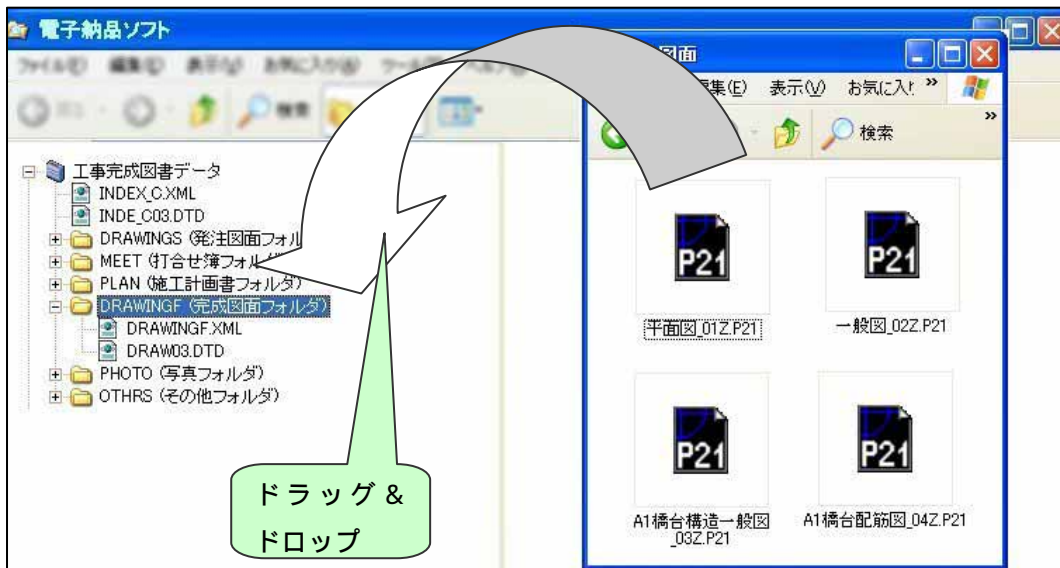 電子納品ソフト
図面
集(E) 表示(V) お気に入り »
検索 »
検索
工事完成図書データ
INDEX_C.XML
INDE_C03.DTD
DRAWINGS (発注図面フォル
MEET (打合せ簿フォル
PLAN (施工計画書フォルダ)
DRAWINGF (完成図面フォルダ)
DRAWINGF.XML
DRAW03.DTD
PHOTO (写真フォルダ)
OTHRS (その他フォルダ)
P21
平面図_01Z.P21
P21
一般図_02Z.P21
P21
A1橋台構造一般図
_03Z.P21
P21
A1橋台配筋図_04Z.P21
ドラッグ＆
ドロップ